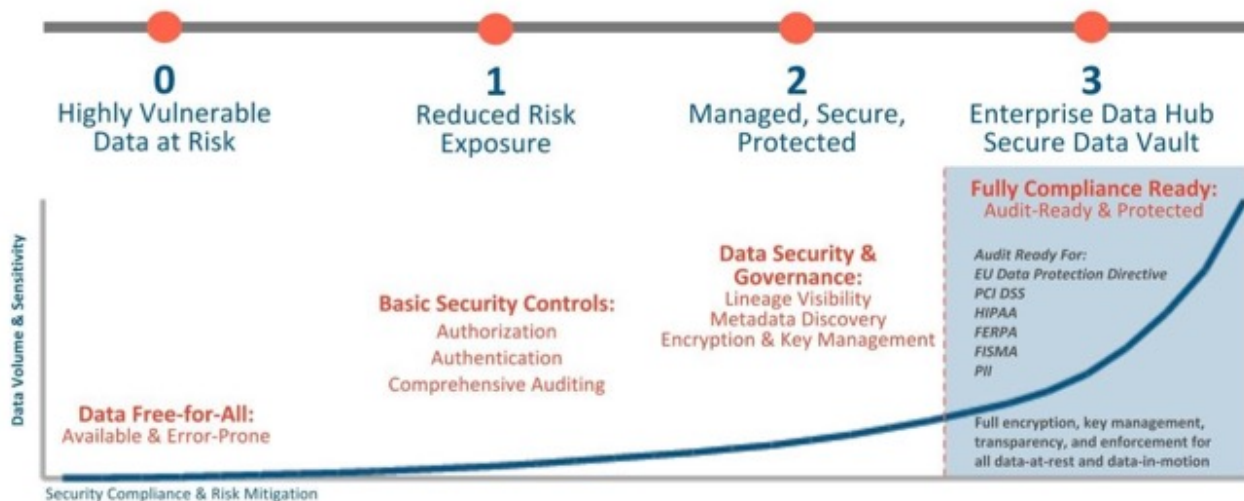 0
Highly Vulnerable
Data at Risk
1
Reduced Risk
Exposure
2
Managed, Secure,
Protected
3
Enterprise Data Hub
Secure Data Vault
Data Volume & Sensitivity
Data Free-for-All:
Available & Error-Prone
Basic Security Controls:
Authorization
Authentication
Comprehensive Auditing
Data Security &
Governance:
Lineage Visibility
Metadata Discovery
Encryption & Key Management
Fully Compliance Ready:
Audit-Ready & Protected
Audit Ready For:
EU Data Protection Directive
PCI DSS
HIPAA
FERPA
FISMA
PII
Full encryption, key management,
transparency, and enforcement for
all data-at-rest and data-in-motion
Security Compliance & Risk Mitigation